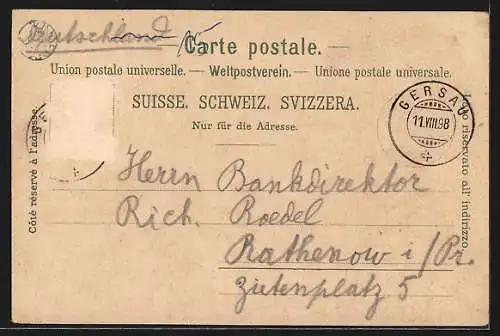 Deutschland
Carte postale.
Union postale universelle. — Weltpostverein. — Unione postale universale.
SUISSE. SCHWEIZ. SVIZZERA.
Nur für die Adresse.
Côté réservé à l'adresse.
Lato riservato all' indirizzo.
GERSAU
11.VIII.98
Herrn Bankdirektor
Rich. Roedel
Rathenow i/Pr.
Zietenplatz 5